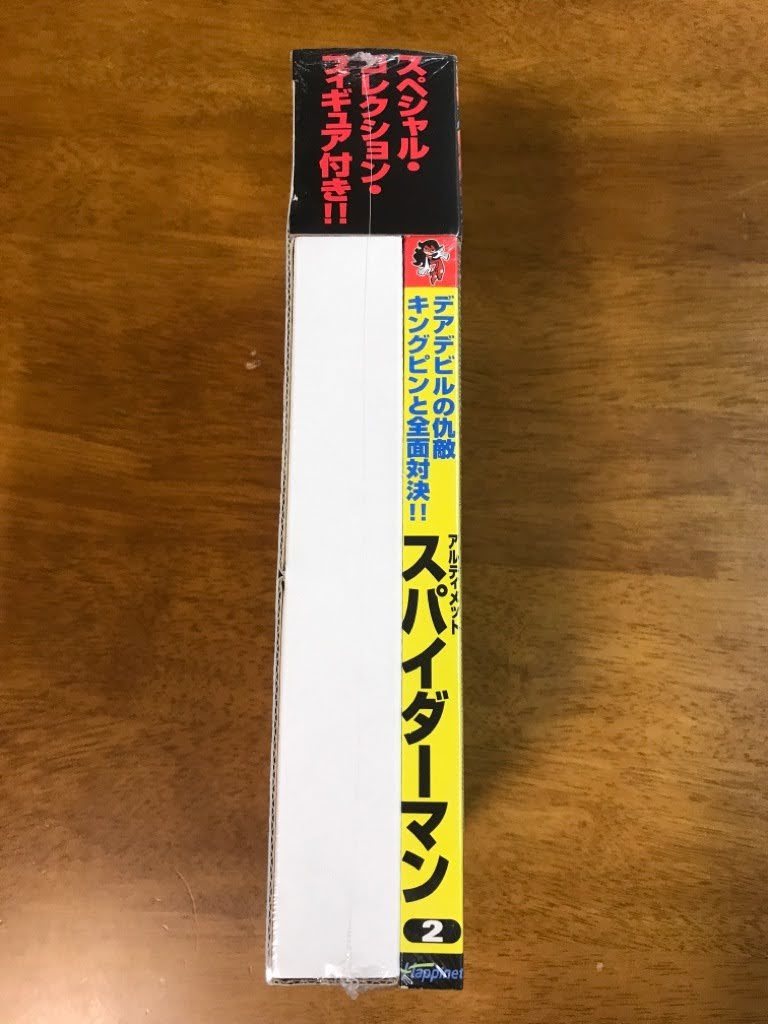 スペシャル・
コレクション・
フィギュア付き!!
デアデビルの仇敵
キングピンと全面対決!!
アルティメット
スパイダーマン
2
Happinet